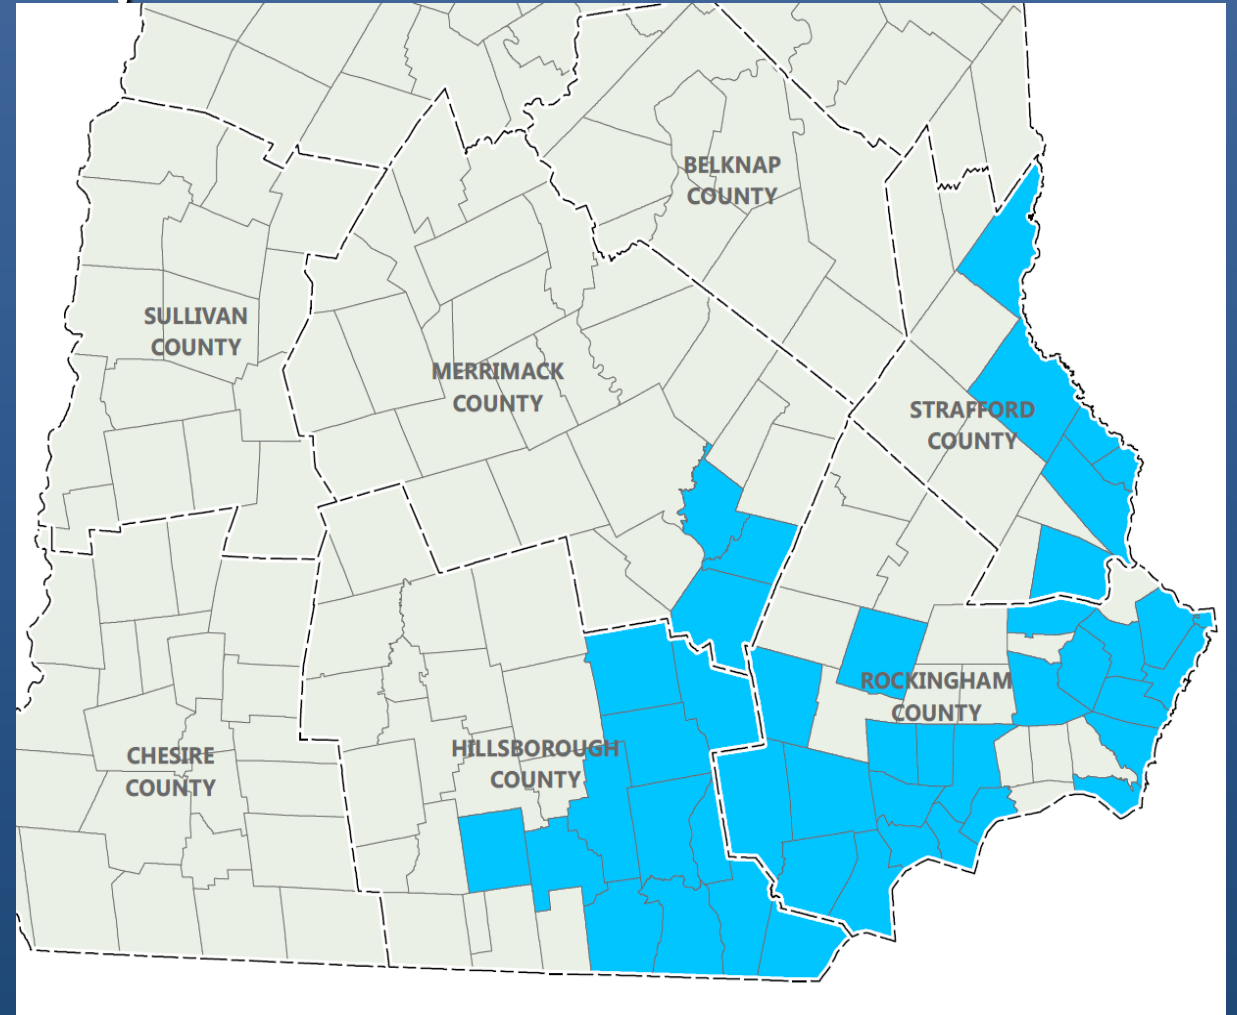 BELKNAP
COUNTY
SULLIVAN
COUNTY
MERRIMACK
COUNTY
STRAFFORD
COUNTY
ROCKINGHAM
COUNTY
HILLSBOROUGH
COUNTY
CHESIRE
COUNTY